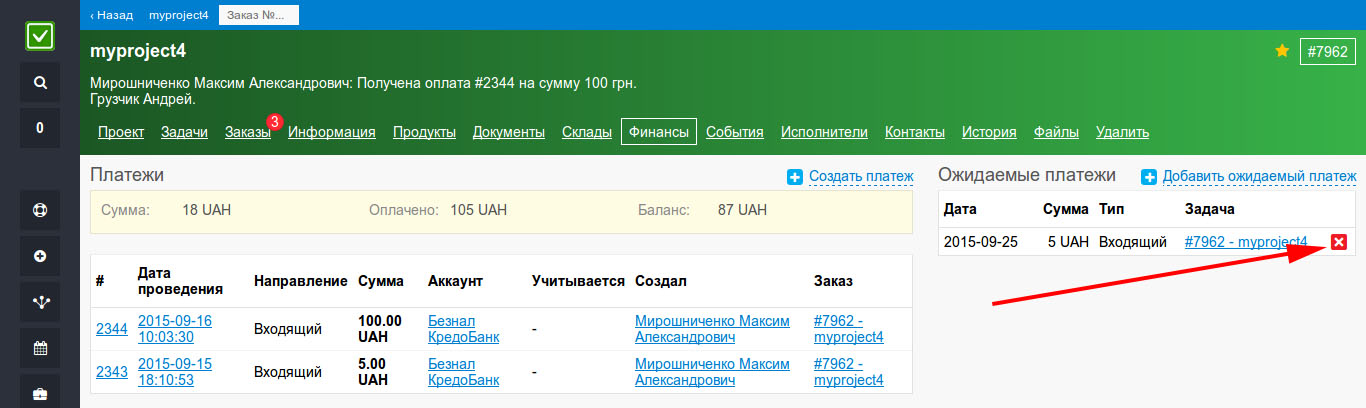 ‹ Назад myproject4 Заказ №...
myproject4
#7962
Мирошниченко Максим Александрович: Получена оплата #2344 на сумму 100 грн.
Грузчик Андрей.
0
Проект Задачи Заказы 3 Информация Продукты Документы Склады Финансы События Исполнители Контакты История Файлы Удалить
Платежи Создать платеж
Сумма: 18 UAH Оплачено: 105 UAH Баланс: 87 UAH
# Дата проведения Направление Сумма Аккаунт Учитывается Создал Заказ
2344 2015-09-16 10:03:30 Входящий 100.00 UAH Безнал КредоБанк - Мирошниченко Максим Александрович #7962 - myproject4
2343 2015-09-15 18:10:53 Входящий 5.00 UAH Безнал КредоБанк - Мирошниченко Максим Александрович #7962 - myproject4
Ожидаемые платежи Добавить ожидаемый платеж
Дата Сумма Тип Задача
2015-09-25 5 UAH Входящий #7962 - myproject4